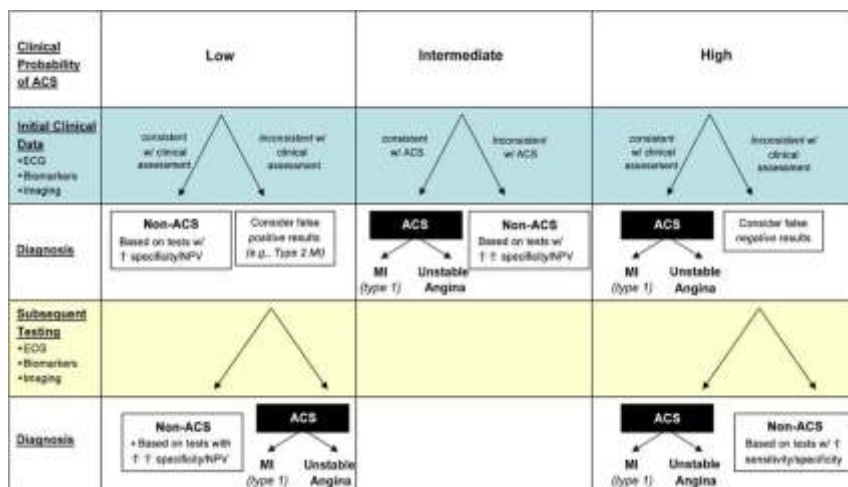 Clinical
Probability
of ACS
Low
Intermediate
High
Initial Clinical
Data
•ECG
•Biomarkers
•Imaging
consistent
w/ clinical
assessment
Inconsistent w/
clinical
assessment
consistent
w/ ACS
Inconsistent
w/ ACS
consistent
w/ clinical
assessment
Inconsistent w/
clinical
assessment
Diagnosis
Non-ACS
Based on tests w/
↑ specificity/NPV
Consider false
positive results
(e.g., Type 2 MI)
ACS
MI
(type 1)
Unstable
Angina
Non-ACS
Based on tests w/
↑ ↑ specificity/NPV
ACS
MI
(type 1)
Unstable
Angina
Consider false
negative results
Subsequent
Testing
•ECG
•Biomarkers
•Imaging
Diagnosis
Non-ACS
• Based on tests with
↑ ↑ specificity/NPV
ACS
MI
(type 1)
Unstable
Angina
ACS
MI
(type 1)
Unstable
Angina
Non-ACS
Based on tests w/ ↑
sensitivity/specificity